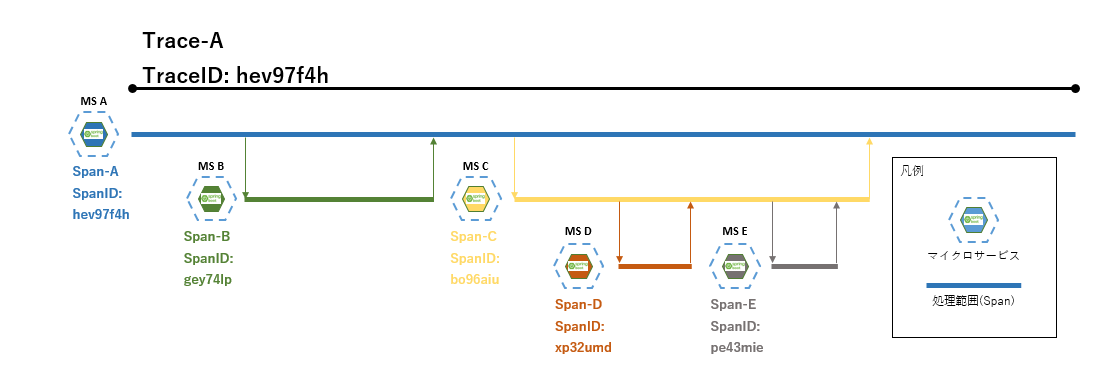 Trace-A
TraceID: hev97f4h
MS A
Span-A
SpanID:
hev97f4h
MS B
Span-B
SpanID:
gey74lp
MS C
Span-C
SpanID:
bo96aiu
MS D
Span-D
SpanID:
xp32umd
MS E
Span-E
SpanID:
pe43mie
凡例
マイクロサービス
処理範囲(Span)